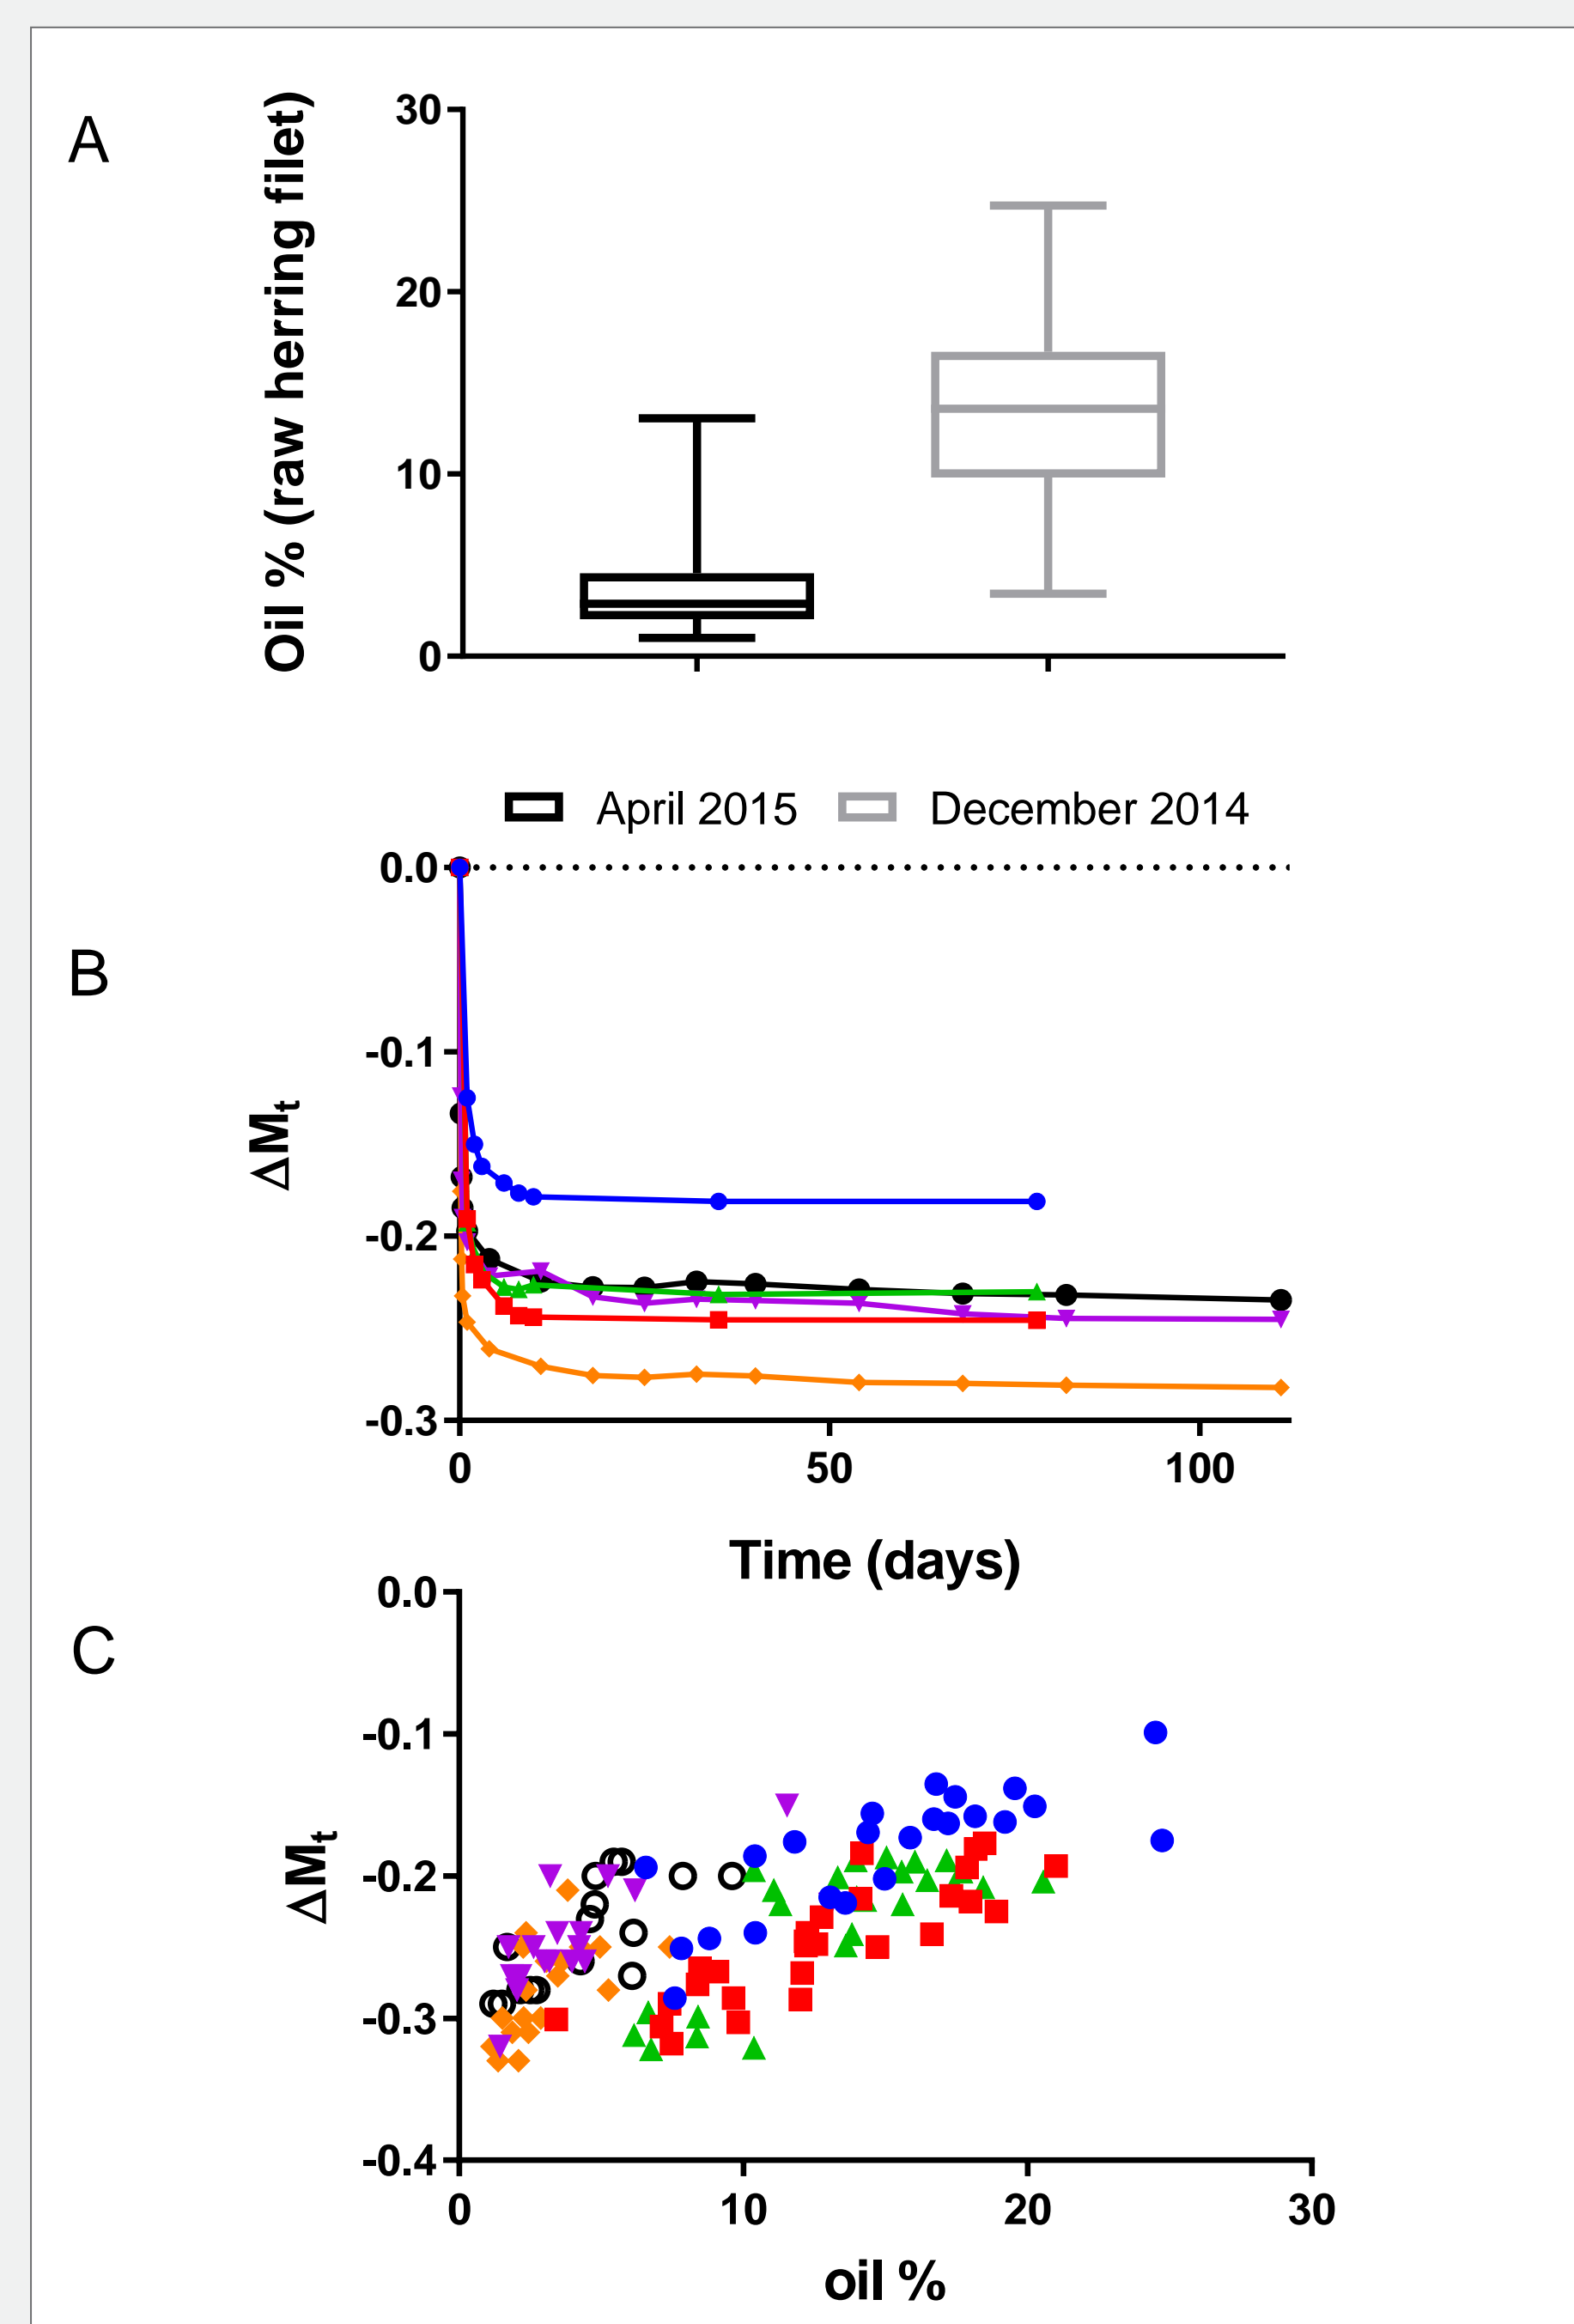 A
Oil % (raw herring filet)
30
20
10
0
April 2015 December 2014
B
ΔMt
0.0
-0.1
-0.2
-0.3
0 50 100
Time (days)
C
ΔMt
0.0
-0.1
-0.2
-0.3
-0.4
0 10 20 30
oil %